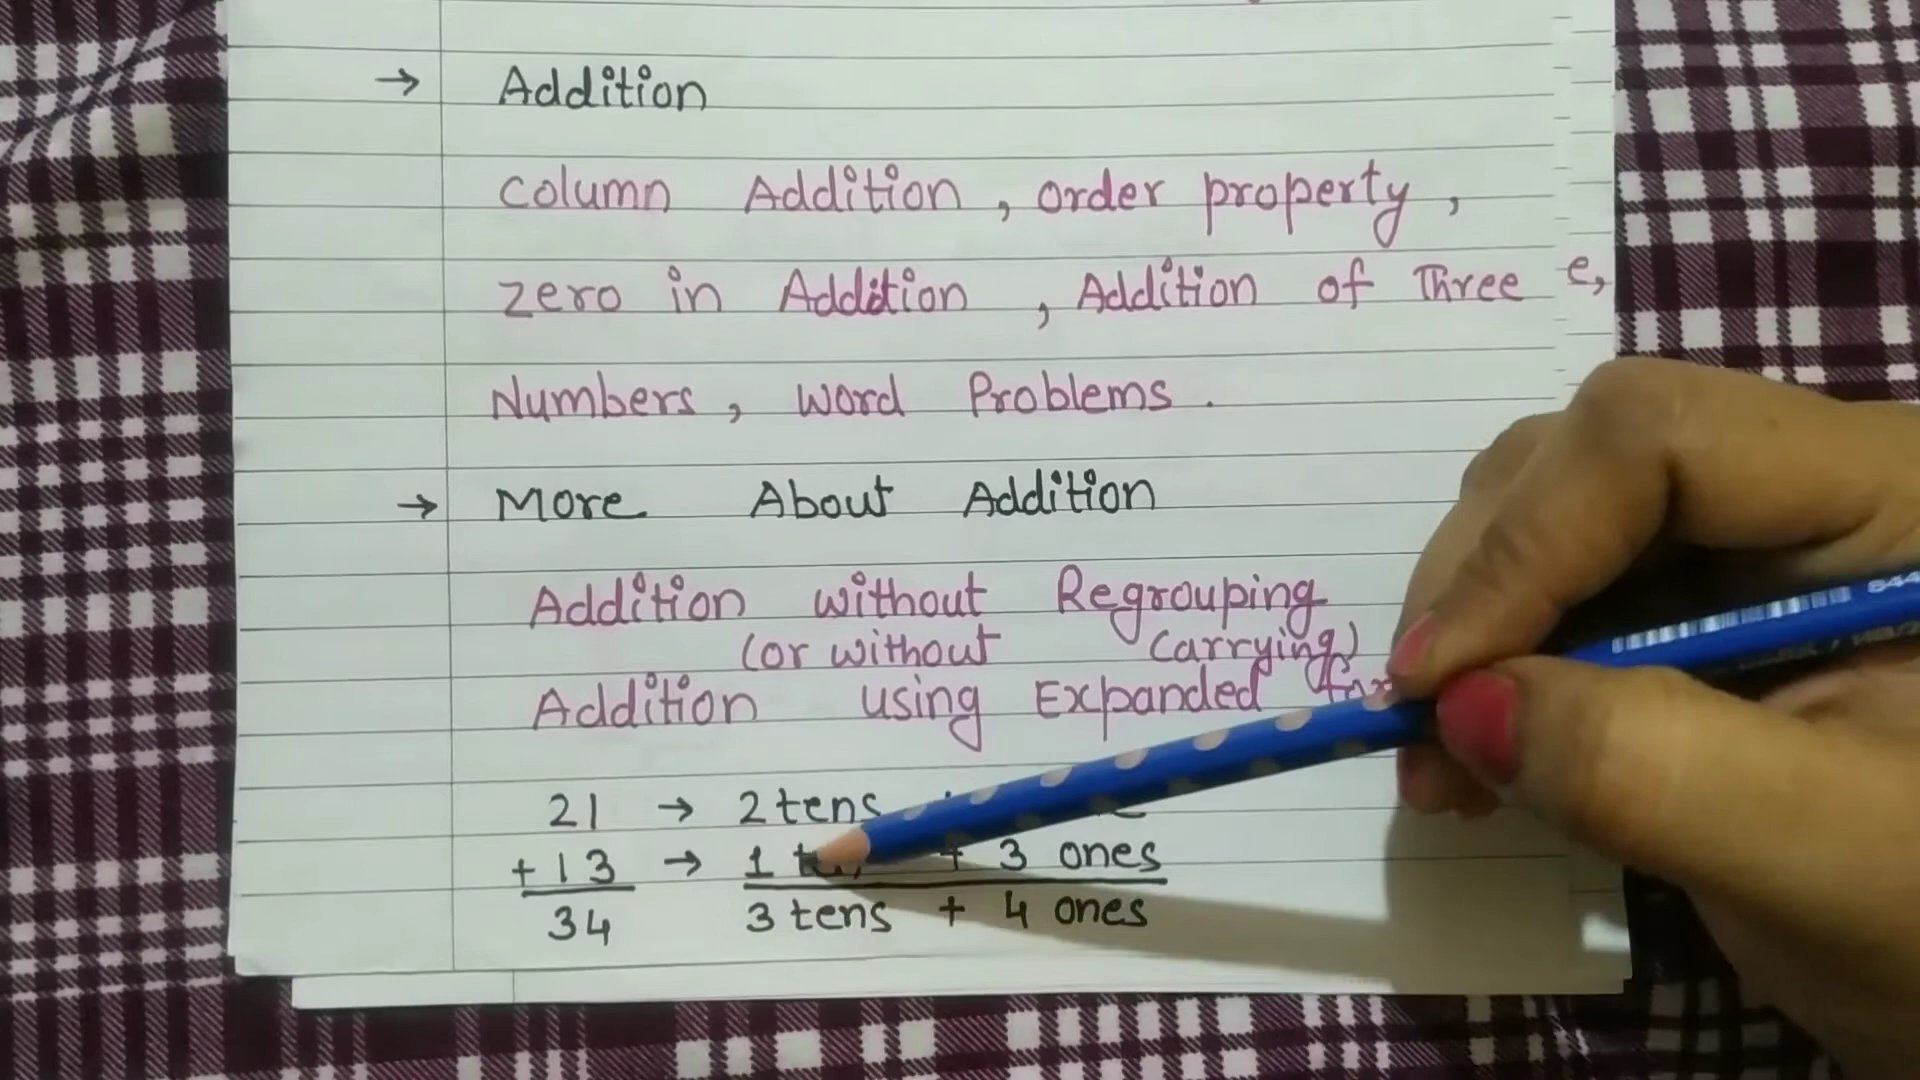 → Addition
Column Addition, order property,
zero in Addition, Addition of Three e,
Numbers, word Problems.
→ More About Addition
Addition without Regrouping
(or without Carrying)
Addition using Expanded
21 → 2 tens
+ 13 → 1 + 3 ones
34 3 tens + 4 ones
844